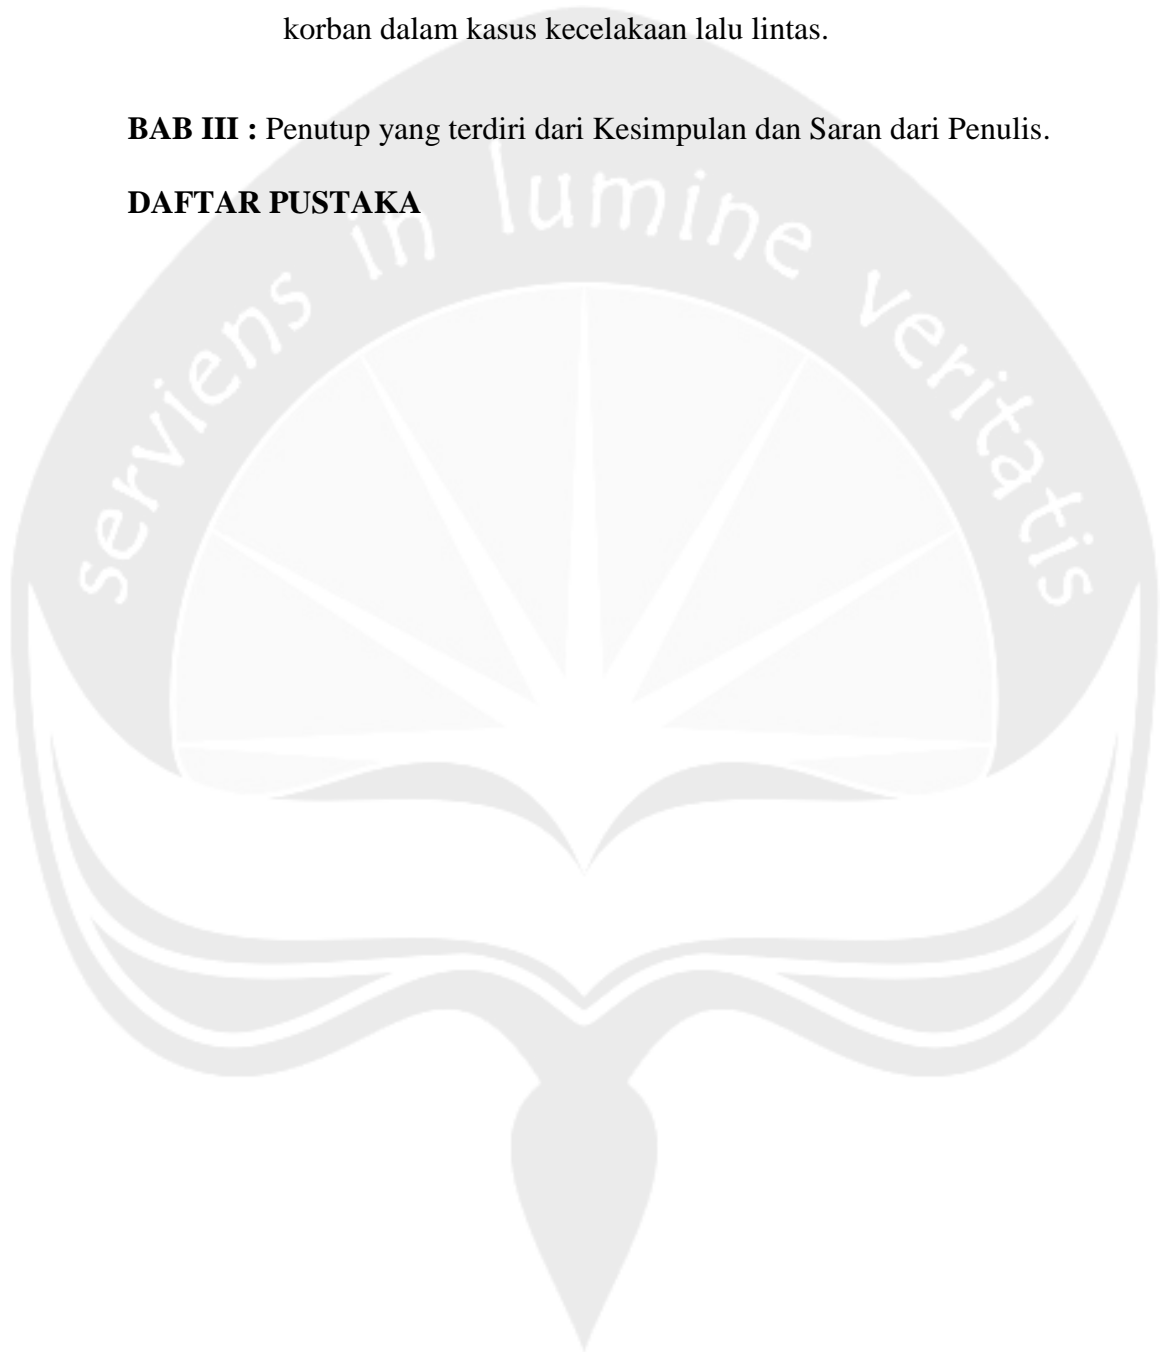 korban dalam kasus kecelakaan lalu lintas.
BAB III : Penutup yang terdiri dari Kesimpulan dan Saran dari Penulis.
DAFTAR PUSTAKA
serviens in lumine veritatis